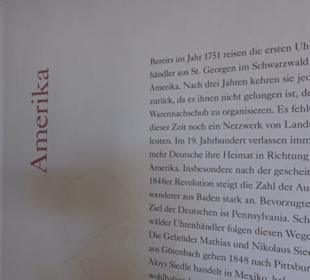 Amerika
Bereits im Jahr 1751 reisen die ersten Uh
händler aus St. Georgen im Schwarzwald
Amerika. Nach drei Jahren kehren sie jed
zurück, da es ihnen nicht gelungen ist, de
Warennachschub zu organisieren. Es fehl
dieser Zeit noch ein Netzwerk von Lands
leuten. Im 19. Jahrhundert verlassen imm
mehr Deutsche ihre Heimat in Richtung
Amerika. Insbesondere nach der gescheit
1848er Revolution steigt die Zahl der Au
wanderer aus Baden stark an. Bevorzugte
Ziel der Deutschen ist Pennsylvania. Sch
wälder Uhrenhändler folgen diesen Wege
Die Gebrüder Mathias und Nikolaus Sied
aus Gütenbach gehen 1848 nach Pittsbur
Aloys Siedle handelt in Mexiko,